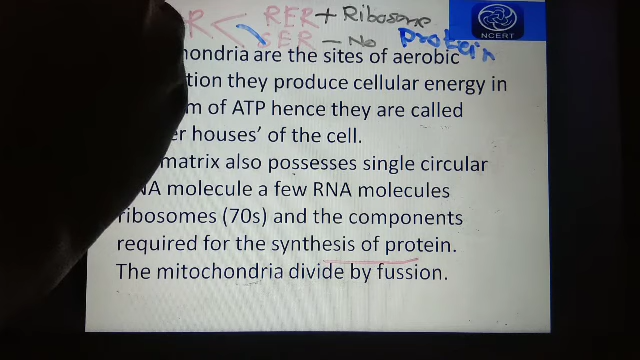 R < RER + Ribosome
SER - No protein
NCERT
hondria are the sites of aerobic
tion they produce cellular energy in
m of ATP hence they are called
er houses’ of the cell.
matrix also possesses single circular
NA molecule a few RNA molecules
ribosomes (70s) and the components
required for the synthesis of protein.
The mitochondria divide by fussion.